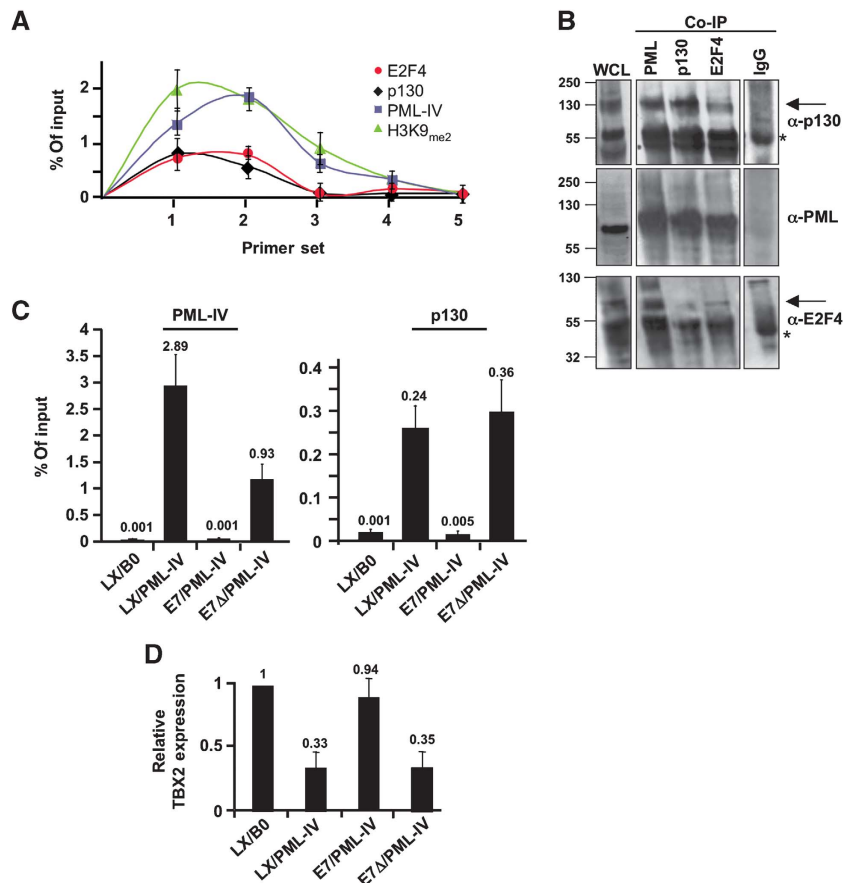 A
% Of input
2
1
0
1 2 3 4 5
Primer set
E2F4
p130
PML-IV
H3K9me2
B
Co-IP
WCL PML p130 E2F4 IgG
250
130
55
α-p130
*
250
130
55
α-PML
130
55
32
α-E2F4
*
C
PML-IV
% Of input
4
3.5
3
2.5
2
1.5
1
0.5
0
0.001
2.89
0.001
0.93
LX/B0
LX/PML-IV
E7/PML-IV
E7Δ/PML-IV
p130
0.4
0.3
0.2
0.1
0
0.001
0.24
0.005
0.36
LX/B0
LX/PML-IV
E7/PML-IV
E7Δ/PML-IV
D
Relative
TBX2 expression
1
0.5
0
1
0.33
0.94
0.35
LX/B0
LX/PML-IV
E7/PML-IV
E7Δ/PML-IV